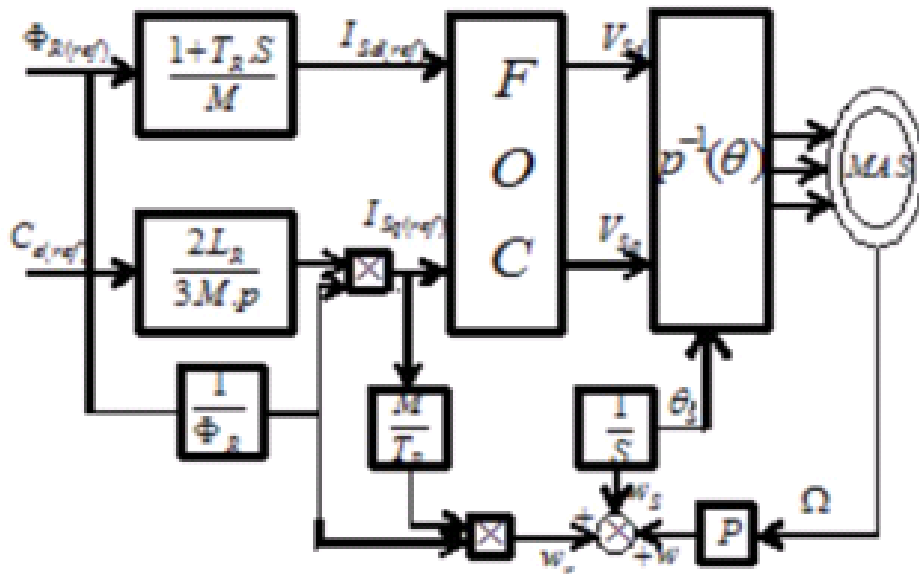 Φ_R(ref)
(1+T_R.S)/M
I_Sd(ref)
F
O
C
V_Sd
p^-1(θ)
MAS
C_e(ref)
2L_R/3M.p
I_Sq(ref)
×
V_Sq
1/Φ_R
M/T_R
1/S
θ_s
w_s
+
×
+
w
P
Ω
×
w_r